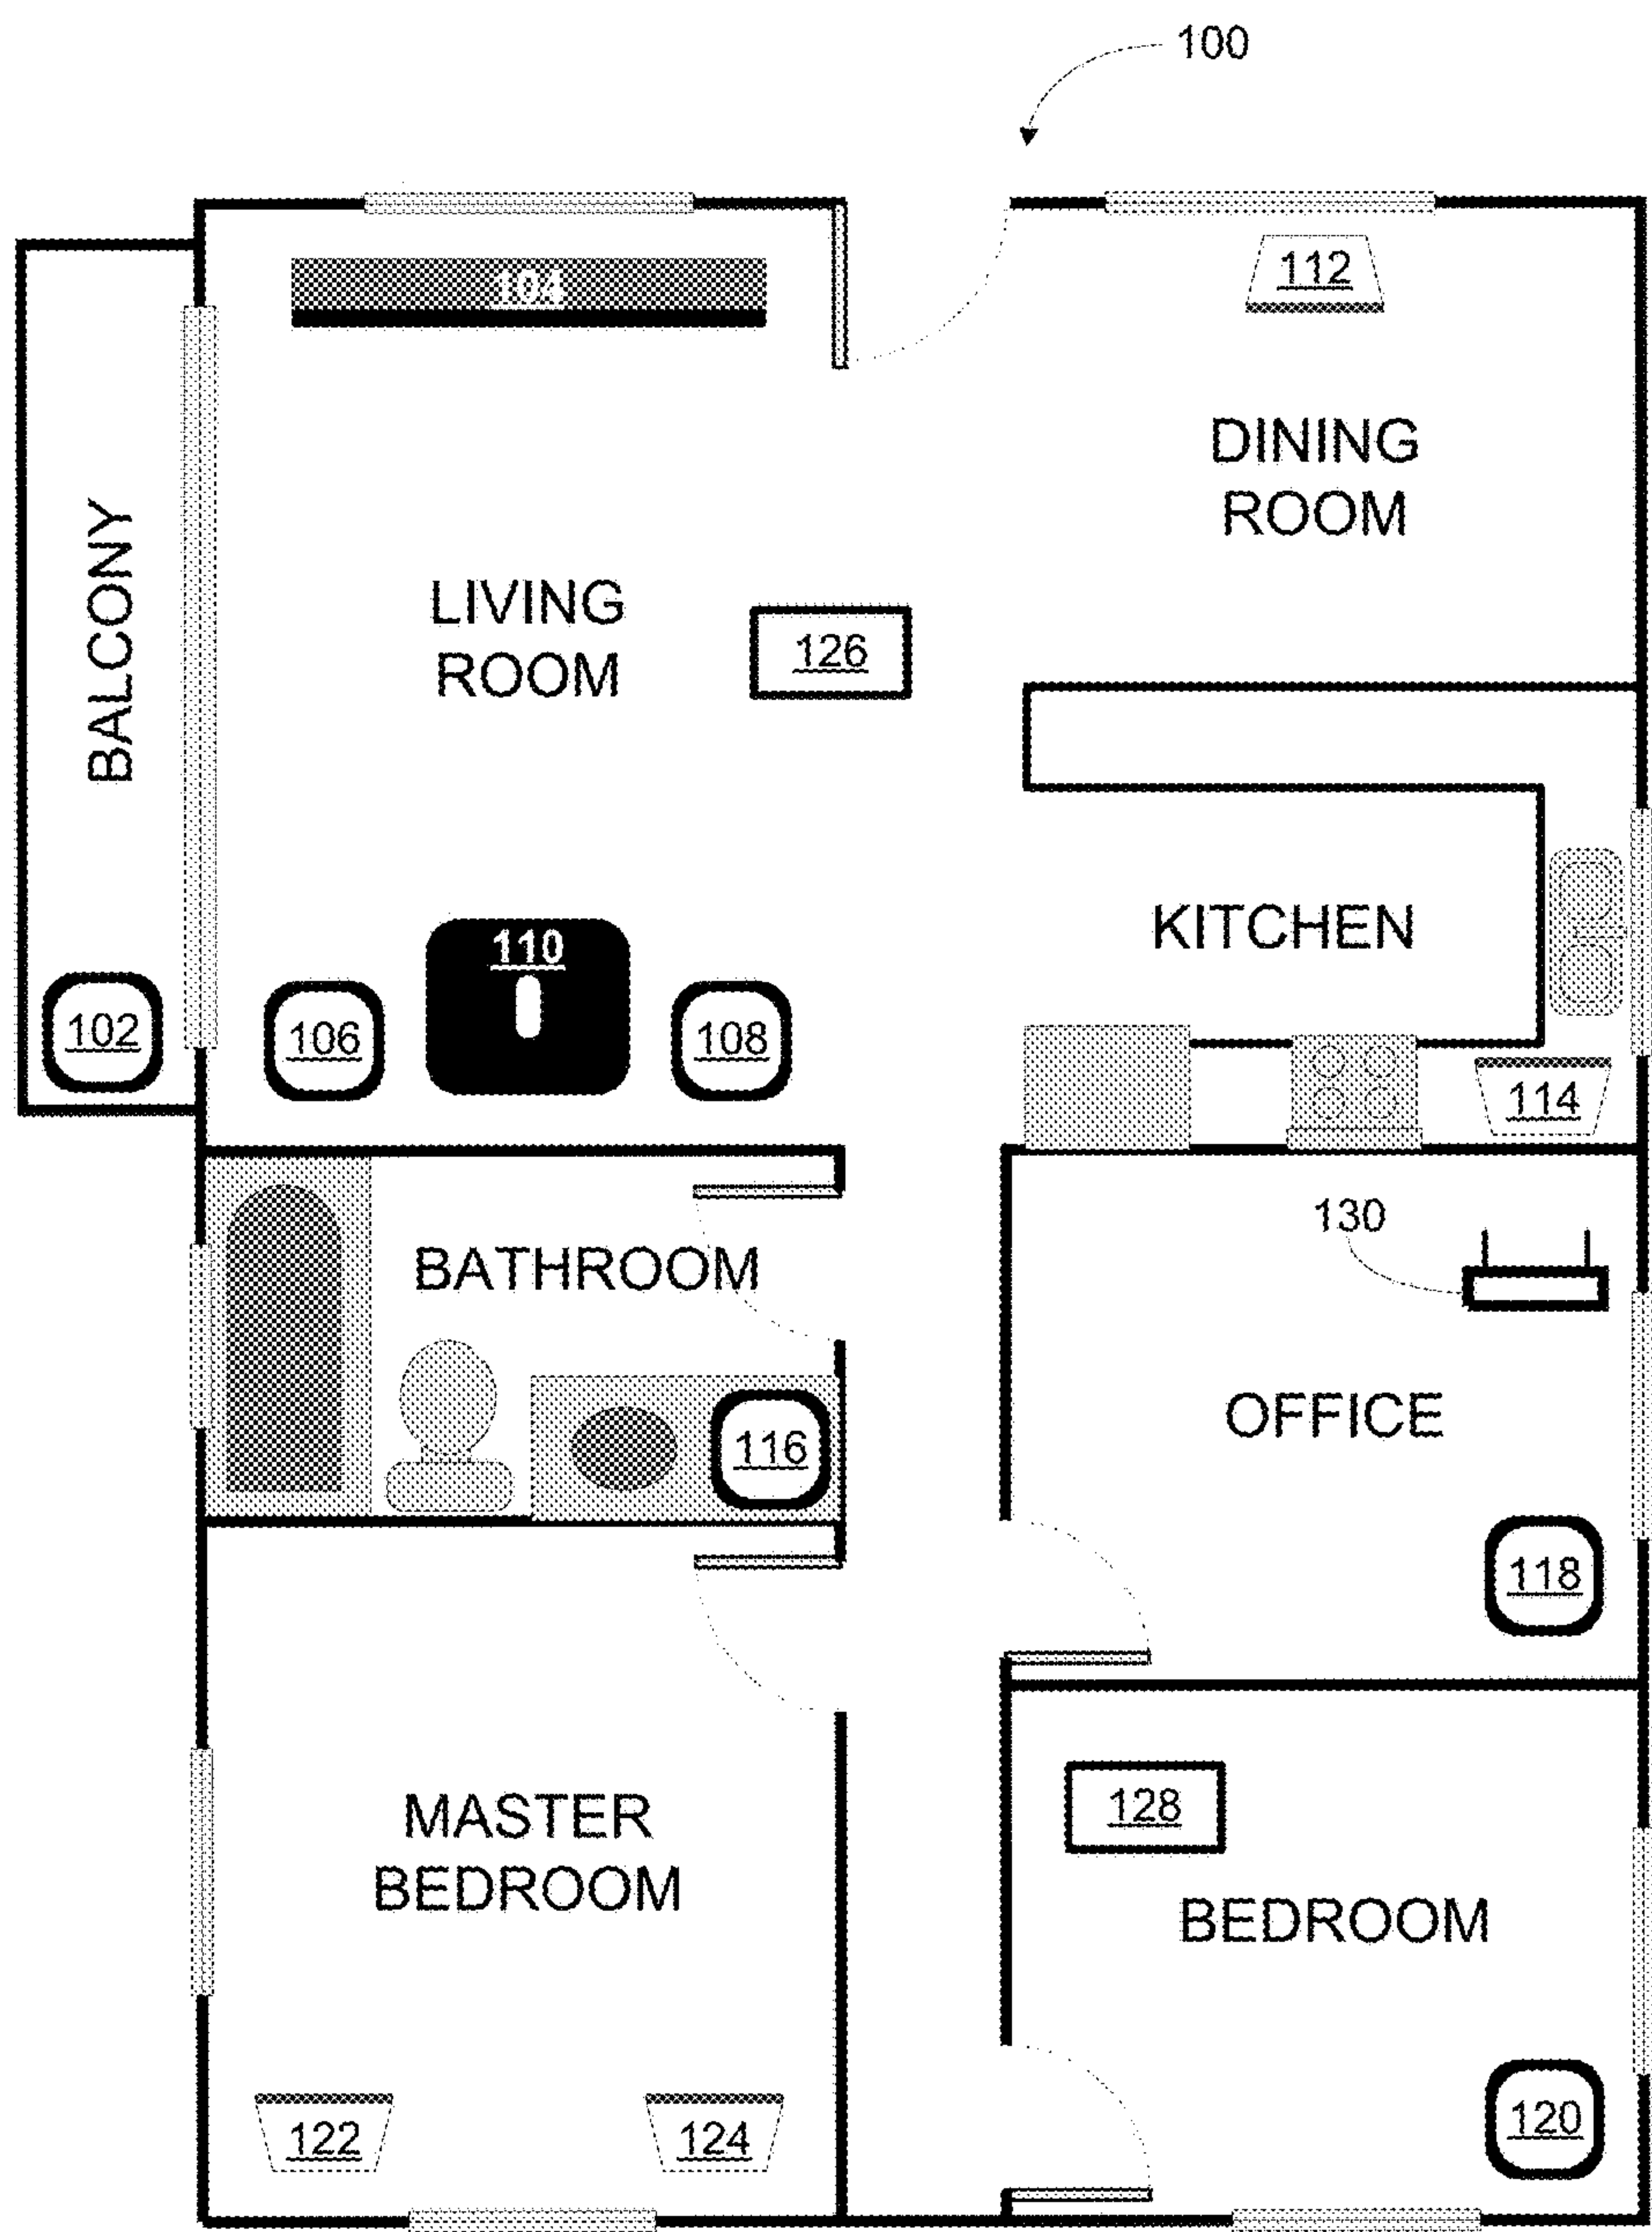 100
104
112
DINING
ROOM
BALCONY
LIVING
ROOM
126
KITCHEN
110
102
106
108
114
130
BATHROOM
OFFICE
116
118
MASTER
BEDROOM
128
BEDROOM
122
124
120